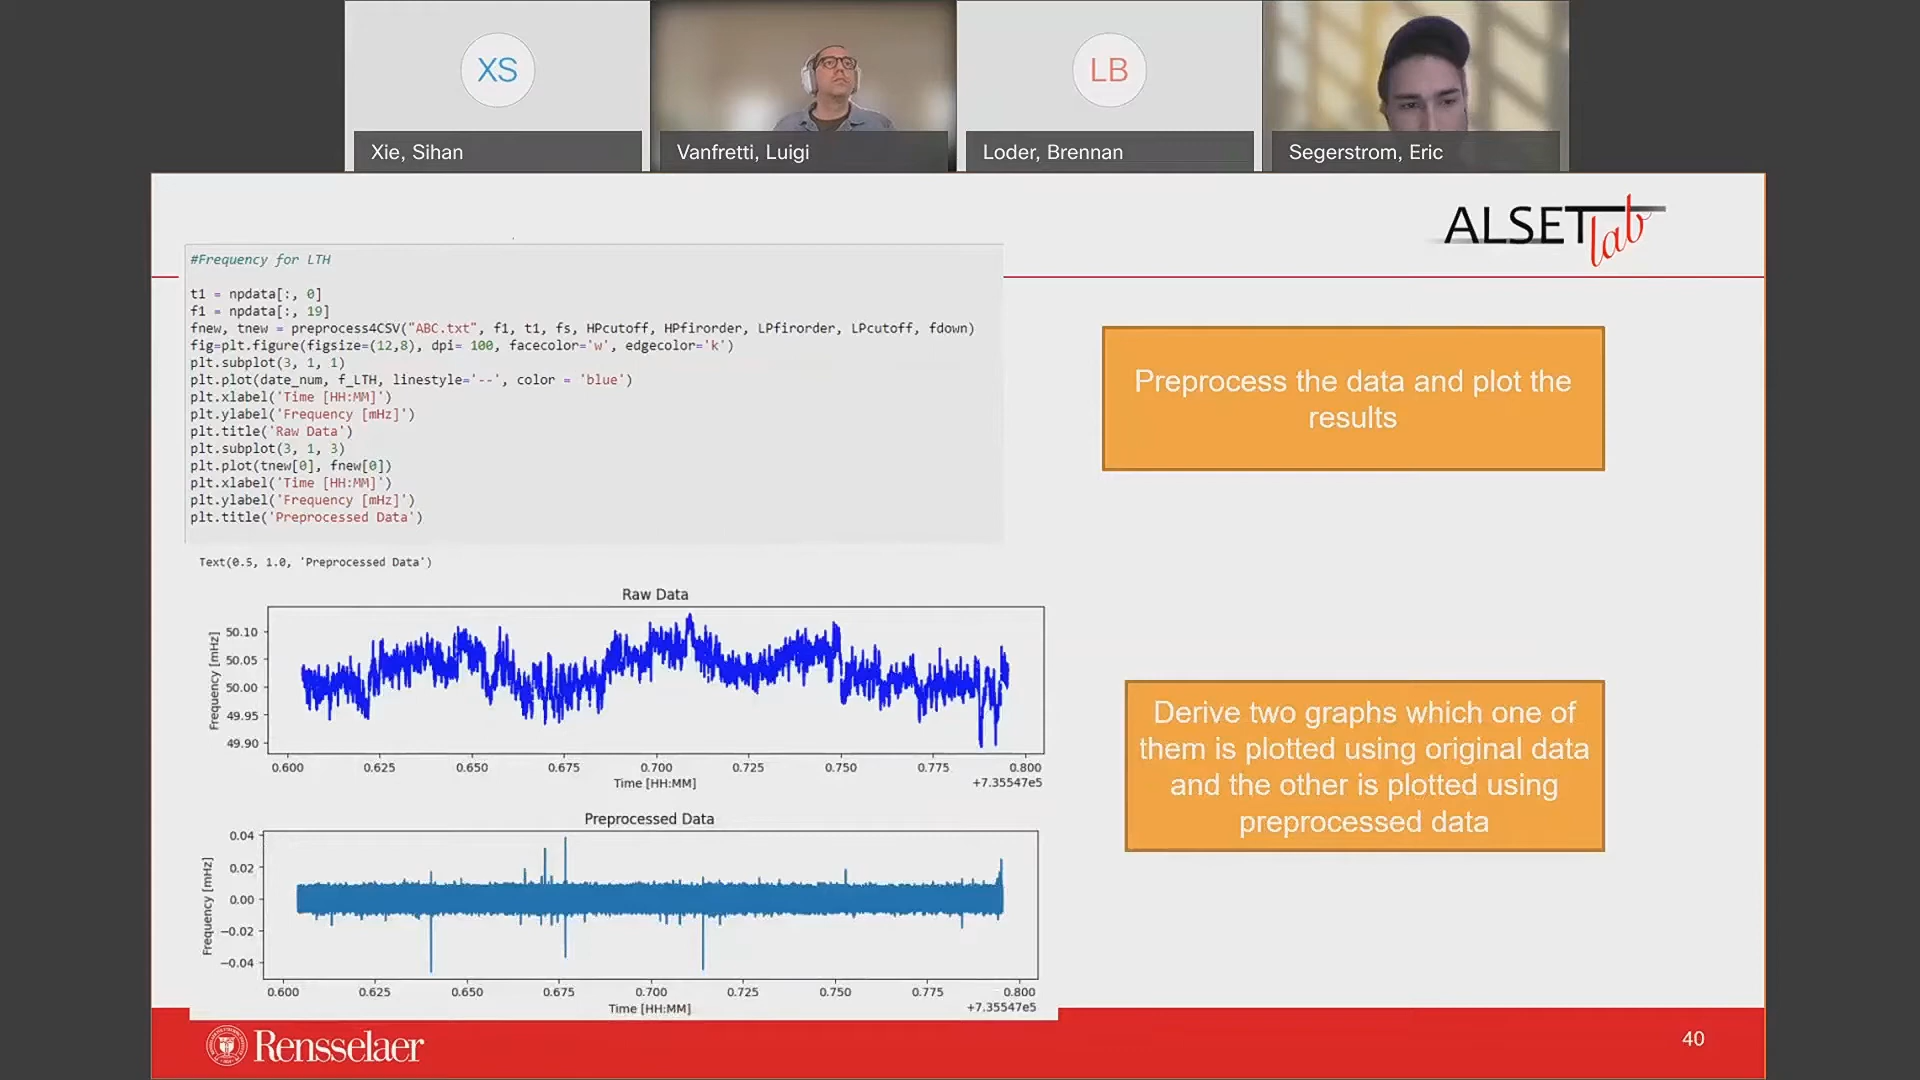 XS
LB
Xie, Sihan
Vanfretti, Luigi
Loder, Brennan
Segerstrom, Eric
ALSETlab
#Frequency for LTH
t1 = npdata[:, 0]
f1 = npdata[:, 19]
fnew, tnew = preprocess4CSV("ABC.txt", f1, t1, fs, HPcutoff, HPfirorder, LPfirorder, LPcutoff, fdown)
fig=plt.figure(figsize=(12,8), dpi= 100, facecolor='w', edgecolor='k')
plt.subplot(3, 1, 1)
plt.plot(date_num, f_LTH, linestyle='--', color = 'blue')
plt.xlabel('Time [HH:MM]')
plt.ylabel('Frequency [mHz]')
plt.title('Raw Data')
plt.subplot(3, 1, 3)
plt.plot(tnew[0], fnew[0])
plt.xlabel('Time [HH:MM]')
plt.ylabel('Frequency [mHz]')
plt.title('Preprocessed Data')
Text(0.5, 1.0, 'Preprocessed Data')
Preprocess the data and plot the
results
Raw Data
Frequency [mHz]
50.10
50.05
50.00
49.95
49.90
0.600 0.625 0.650 0.675 0.700 0.725 0.750 0.775 0.800
Time [HH:MM]
+7.35547e5
Derive two graphs which one of
them is plotted using original data
and the other is plotted using
preprocessed data
Preprocessed Data
Frequency [mHz]
0.04
0.02
0.00
−0.02
−0.04
0.600 0.625 0.650 0.675 0.700 0.725 0.750 0.775 0.800
Time [HH:MM]
+7.35547e5
Rensselaer
40